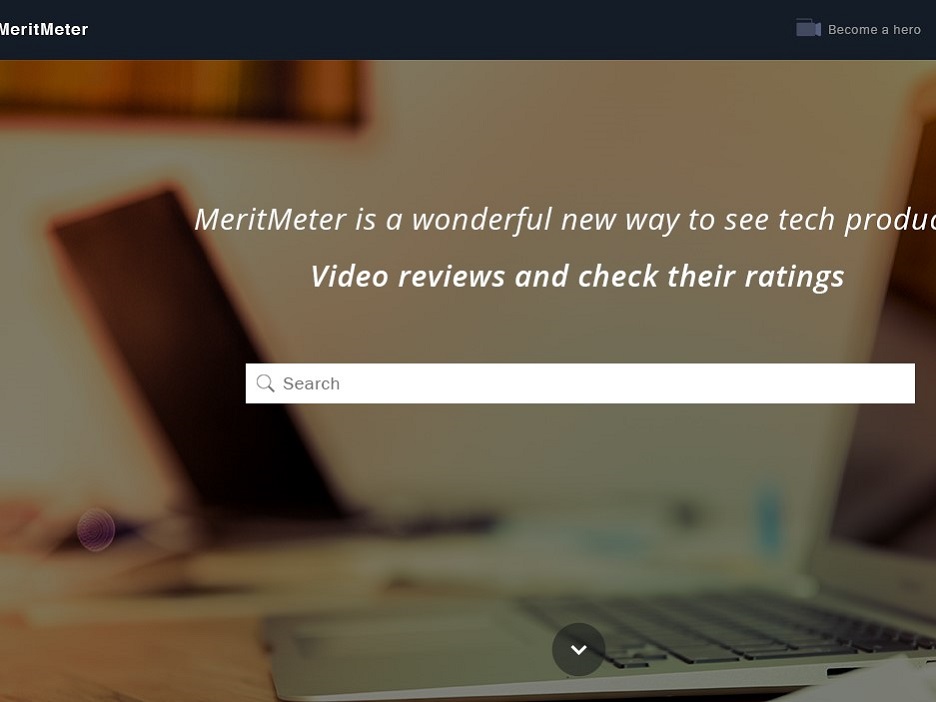 MeritMeter
Become a hero
MeritMeter is a wonderful new way to see tech produc
Video reviews and check their ratings
Search